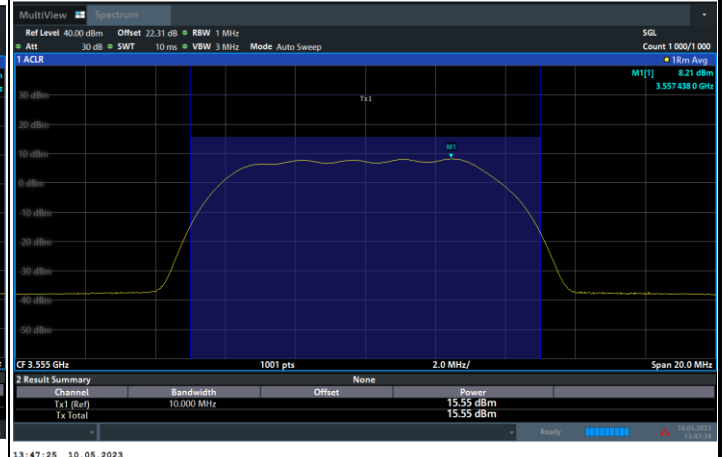 MultiView Spectrum
Ref Level 40.00 dBm Offset 22.31 dB RBW 1 MHz SGL
Att 30 dB SWT 10 ms VBW 3 MHz Mode Auto Sweep Count 1 000/1 000
1 ACLR 1Rm Avg
M1[1] 8.21 dBm
3.557 438 0 GHz
30 dBm
Tx1
20 dBm
M1
10 dBm
0 dBm
-10 dBm
-20 dBm
-30 dBm
-40 dBm
-50 dBm
CF 3.555 GHz 1001 pts 2.0 MHz/ Span 20.0 MHz
2 Result Summary None
Channel Bandwidth Offset Power
Tx1 (Ref) 10.000 MHz 15.55 dBm
Tx Total 15.55 dBm
Ready 10.05.2023
13:47:24
13:47:25 10.05.2023